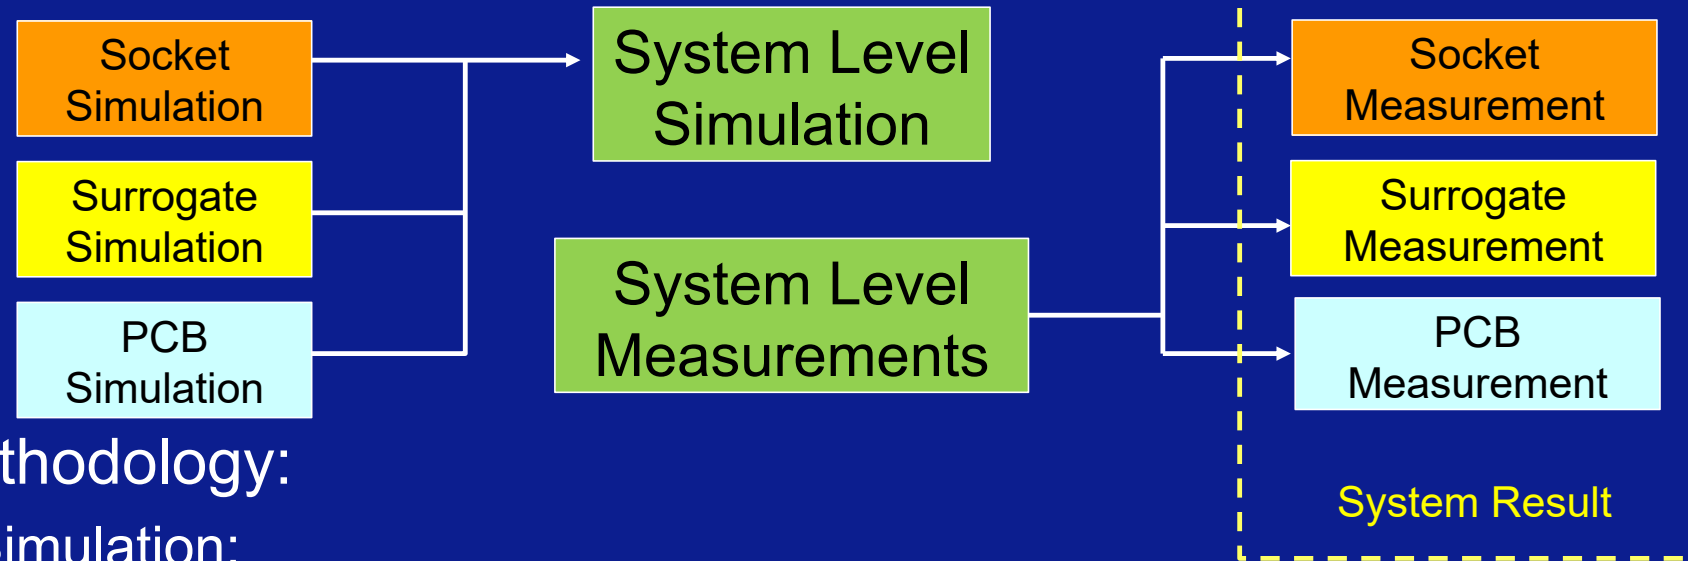 Socket
Simulation
Surrogate
Simulation
PCB
Simulation
System Level
Simulation
System Level
Measurements
Socket
Measurement
Surrogate
Measurement
PCB
Measurement
System Result
thodology:
simulation: